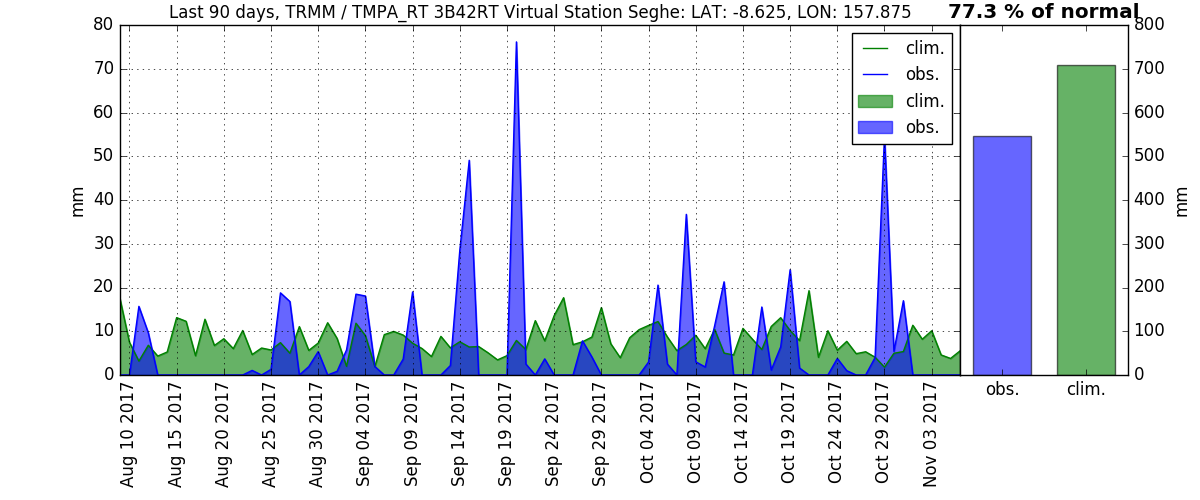 Last 90 days, TRMM / TMPA_RT 3B42RT Virtual Station Seghe: LAT: -8.625, LON: 157.875
77.3 % of normal
80
70
60
50
40
30
20
10
0
mm
clim.
obs.
clim.
obs.
800
700
600
500
400
300
200
100
0
mm
Aug 10 2017
Aug 15 2017
Aug 20 2017
Aug 25 2017
Aug 30 2017
Sep 04 2017
Sep 09 2017
Sep 14 2017
Sep 19 2017
Sep 24 2017
Sep 29 2017
Oct 04 2017
Oct 09 2017
Oct 14 2017
Oct 19 2017
Oct 24 2017
Oct 29 2017
Nov 03 2017
obs.
clim.